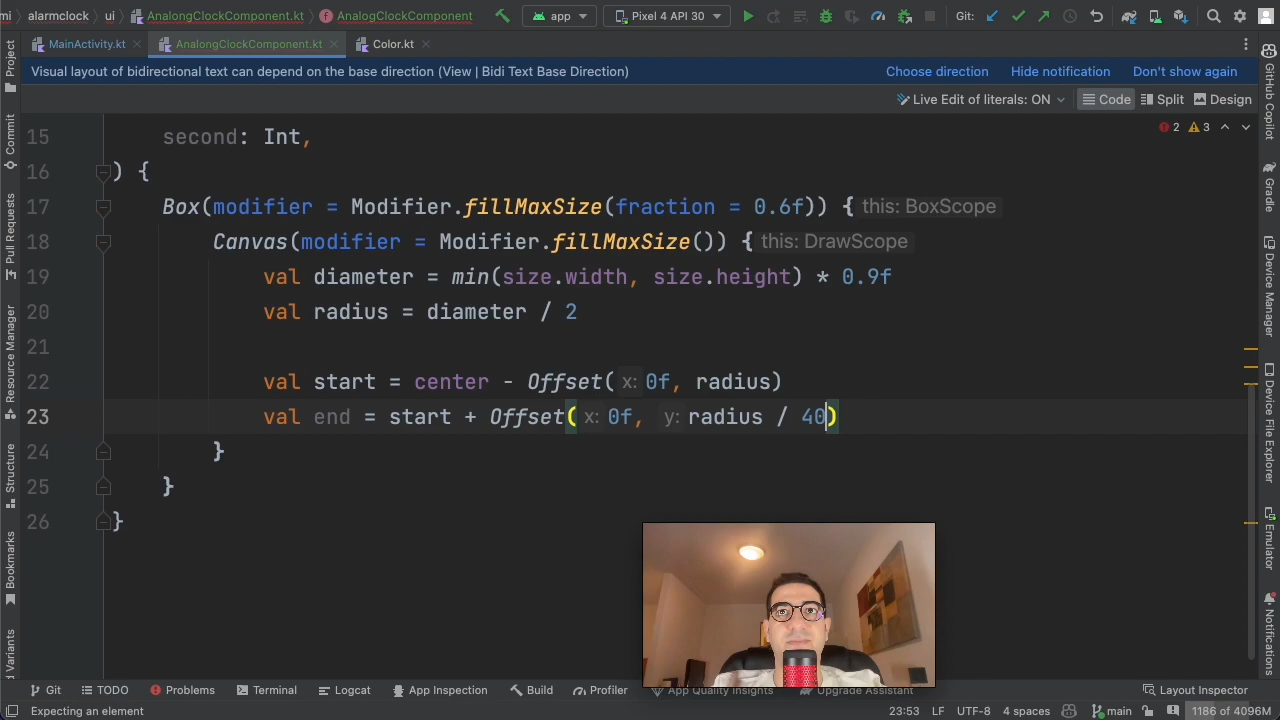 mi
alarmclock
ui
AnalongClockComponent.kt
AnalogClockComponent
app
Pixel 4 API 30
Git:
MainActivity.kt
AnalongClockComponent.kt
Color.kt
Visual layout of bidirectional text can depend on the base direction (View | Bidi Text Base Direction)
Choose direction
Hide notification
Don't show again
Live Edit of literals: ON
Code
Split
Design
2
3
15 second: Int,
16 ) {
17 Box(modifier = Modifier.fillMaxSize(fraction = 0.6f)) { this: BoxScope
18 Canvas(modifier = Modifier.fillMaxSize()) { this: DrawScope
19 val diameter = min(size.width, size.height) * 0.9f
20 val radius = diameter / 2
21
22 val start = center - Offset( x: 0f, radius)
23 val end = start + Offset( x: 0f, y: radius / 40)
24 }
25 }
26 }
Project
Commit
Pull Requests
Resource Manager
Structure
Bookmarks
d Variants
GitHub Copilot
Gradle
Device Manager
Device File Explorer
Emulator
Notifications
Git
TODO
Problems
Terminal
Logcat
App Inspection
Build
Profiler
App Quality Insights
Upgrade Assistant
Layout Inspector
Expecting an element
23:53
LF
UTF-8
4 spaces
main
1186 of 4096M